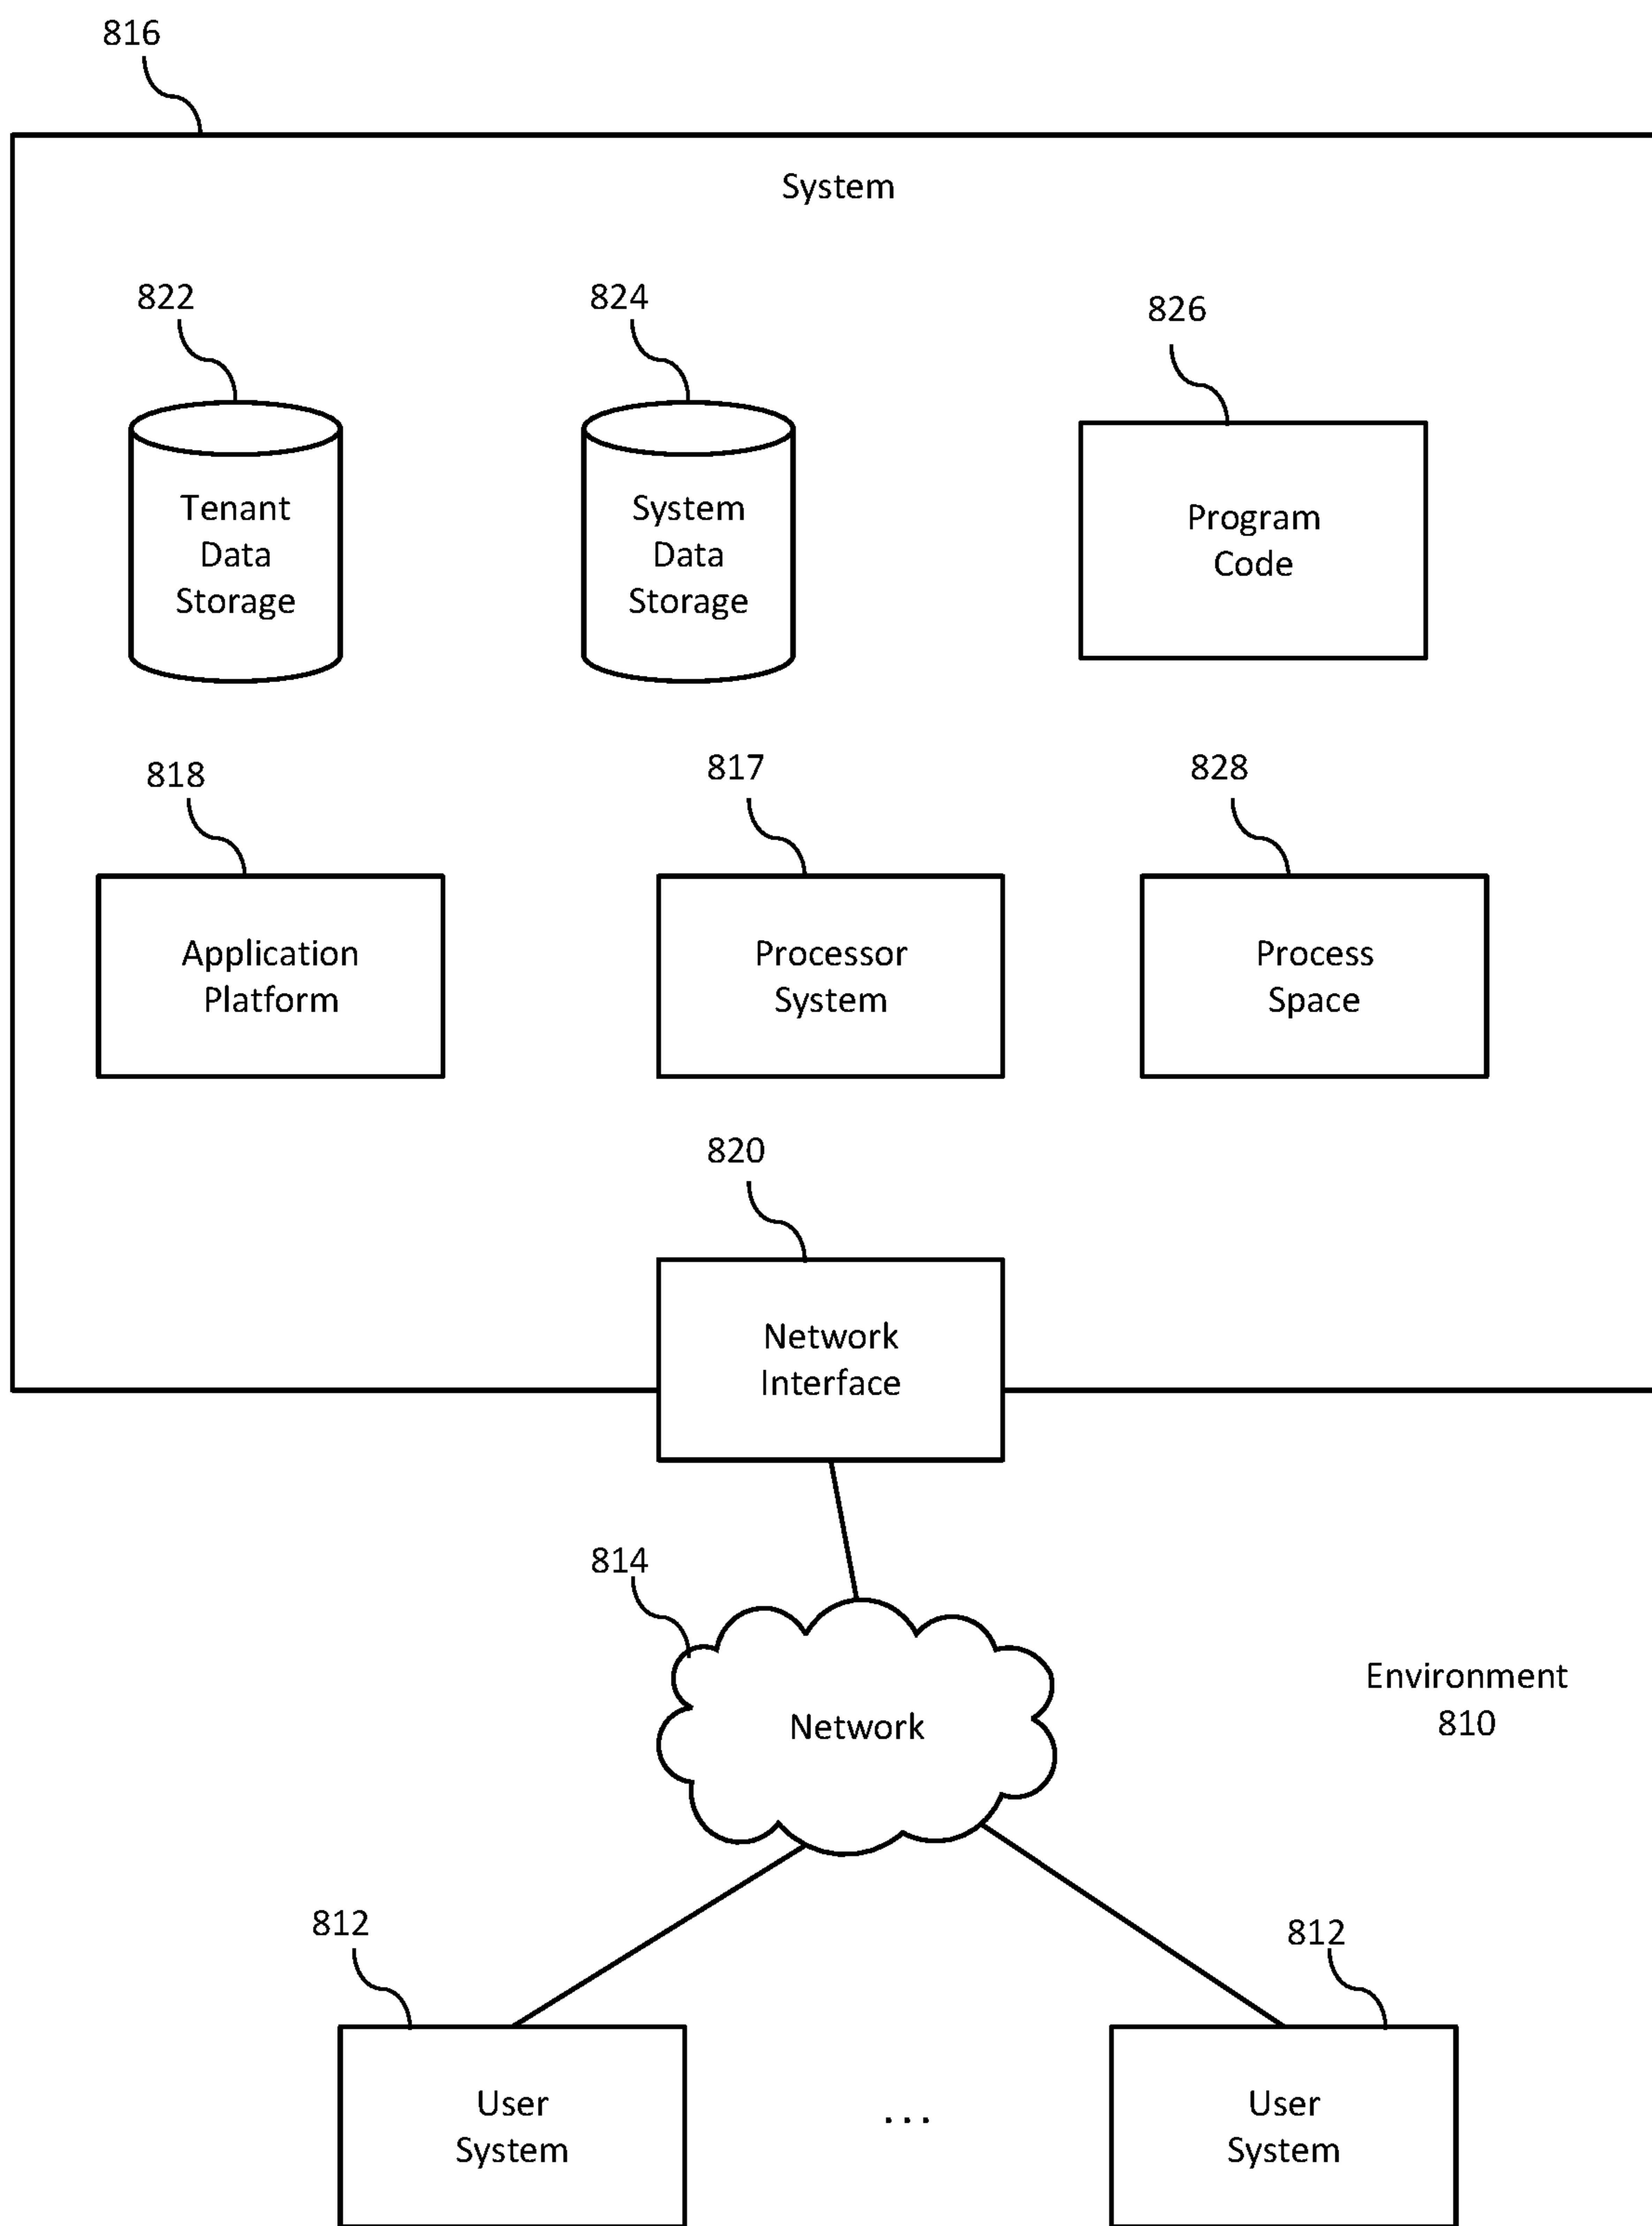 816
System
822
824
826
Tenant
Data
Storage
System
Data
Storage
Program
Code
818
817
828
Application
Platform
Processor
System
Process
Space
820
Network
Interface
814
Network
Environment
810
812
812
User
System
...
User
System